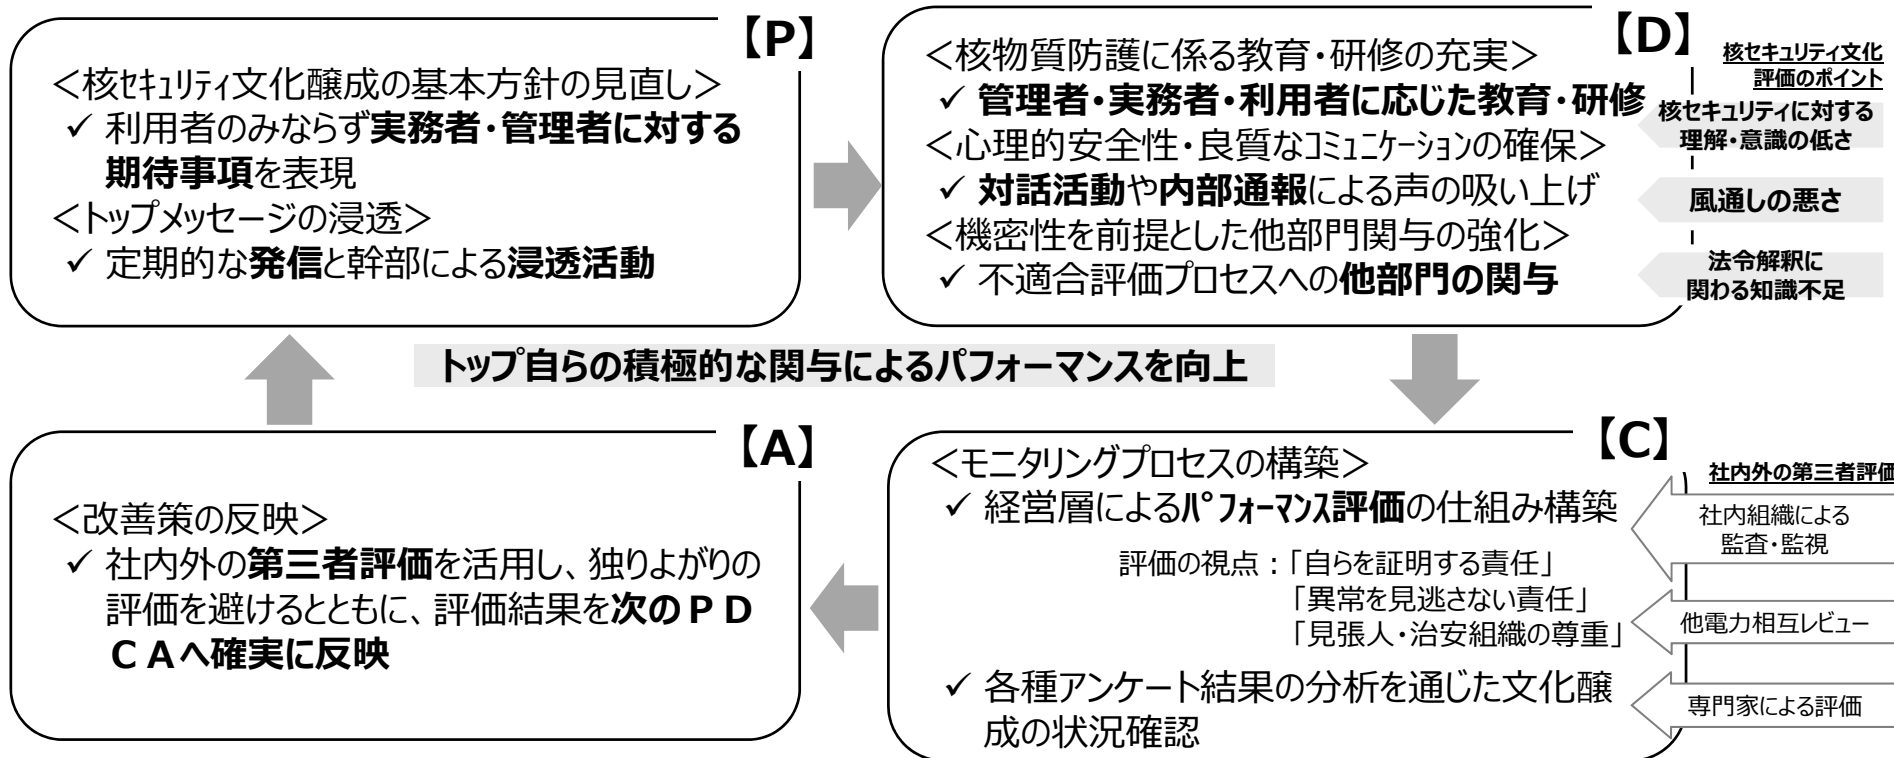 【P】
＜核ｾｷｭﾘﾃｨ文化醸成の基本方針の見直し＞
✓ 利用者のみならず実務者・管理者に対する
期待事項を表現
＜トップメッセージの浸透＞
✓ 定期的な発信と幹部による浸透活動
【D】
＜核物質防護に係る教育・研修の充実＞
✓ 管理者・実務者・利用者に応じた教育・研修
＜心理的安全性・良質なｺﾐｭﾆｹｰｼｮﾝの確保＞
✓ 対話活動や内部通報による声の吸い上げ
＜機密性を前提とした他部門関与の強化＞
✓ 不適合評価プロセスへの他部門の関与
核セキュリティ文化
評価のポイント
核セキュリティに対する
理解・意識の低さ
風通しの悪さ
法令解釈に
関わる知識不足
トップ自らの積極的な関与によるパフォーマンスを向上
【A】
＜改善策の反映＞
✓ 社内外の第三者評価を活用し、独りよがりの
評価を避けるとともに、評価結果を次のＰＤ
ＣＡへ確実に反映
【C】
＜モニタリングプロセスの構築＞
✓ 経営層によるﾊﾟﾌｫｰﾏﾝｽ評価の仕組み構築
評価の視点：「自らを証明する責任」
「異常を見逃さない責任」
「見張人・治安組織の尊重」
✓ 各種アンケート結果の分析を通じた文化醸
成の状況確認
社内外の第三者評価
社内組織による
監査・監視
他電力相互レビュー
専門家による評価